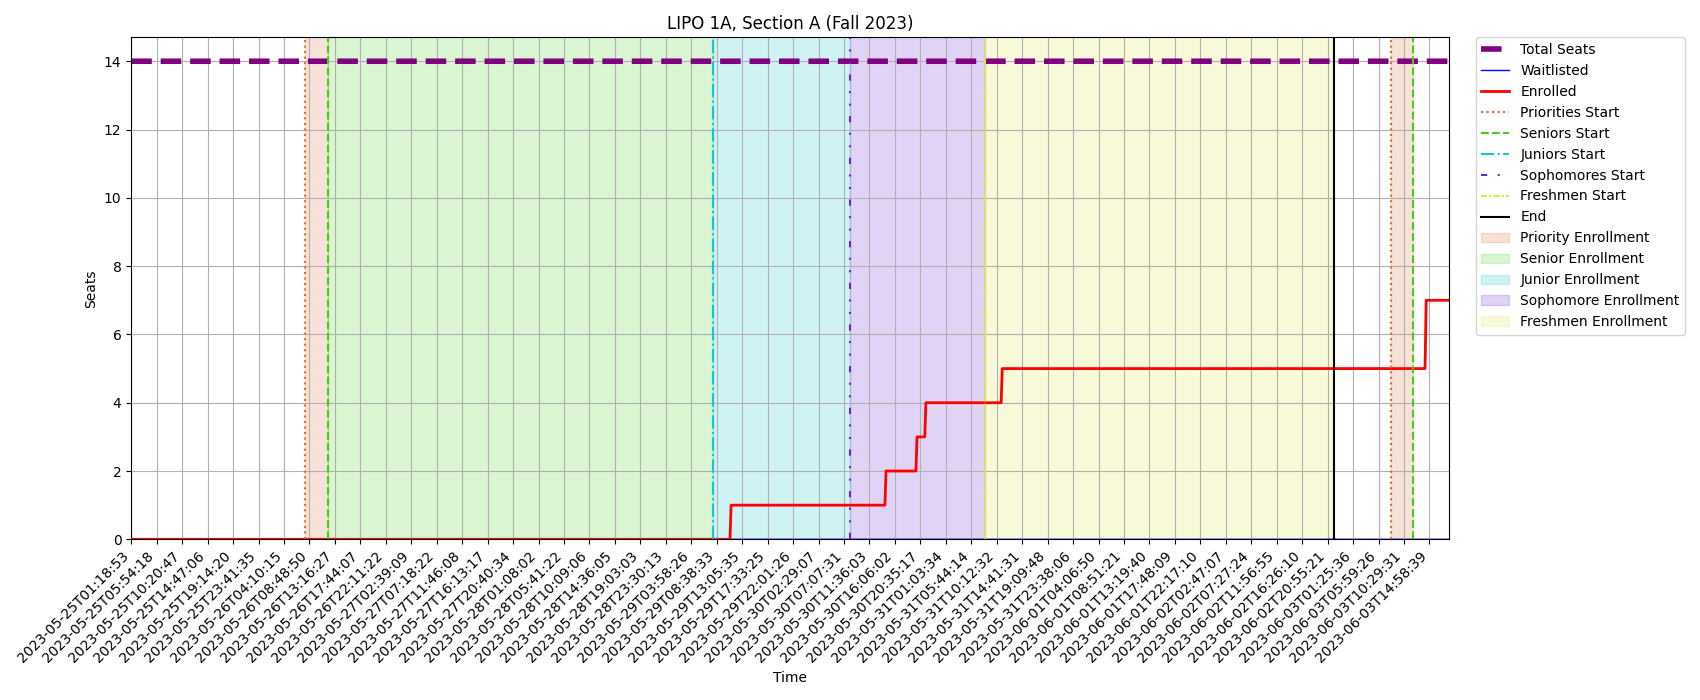 LIPO 1A, Section A (Fall 2023)
Seats
14
12
10
8
6
4
2
0
2023-05-25T01:18:53
2023-05-25T05:54:18
2023-05-25T10:20:47
2023-05-25T14:47:06
2023-05-25T19:14:20
2023-05-25T23:41:35
2023-05-26T04:10:15
2023-05-26T08:48:50
2023-05-26T13:16:27
2023-05-26T17:44:07
2023-05-26T22:11:22
2023-05-27T02:39:09
2023-05-27T07:18:22
2023-05-27T11:46:08
2023-05-27T16:13:17
2023-05-27T20:40:34
2023-05-28T01:08:02
2023-05-28T05:41:22
2023-05-28T10:09:06
2023-05-28T14:36:05
2023-05-28T19:03:03
2023-05-28T23:30:13
2023-05-29T03:58:26
2023-05-29T08:38:33
2023-05-29T13:05:35
2023-05-29T17:33:25
2023-05-29T22:01:26
2023-05-30T02:29:07
2023-05-30T07:07:31
2023-05-30T11:36:03
2023-05-30T16:06:02
2023-05-30T20:35:17
2023-05-31T01:03:34
2023-05-31T05:44:14
2023-05-31T10:12:32
2023-05-31T14:41:31
2023-05-31T19:09:48
2023-05-31T23:38:06
2023-06-01T04:06:50
2023-06-01T08:51:21
2023-06-01T13:19:40
2023-06-01T17:48:09
2023-06-01T22:17:10
2023-06-02T02:47:07
2023-06-02T07:27:24
2023-06-02T11:56:55
2023-06-02T16:26:10
2023-06-02T20:55:21
2023-06-03T01:25:36
2023-06-03T05:59:26
2023-06-03T10:29:31
2023-06-03T14:58:39
Time
Total Seats
Waitlisted
Enrolled
Priorities Start
Seniors Start
Juniors Start
Sophomores Start
Freshmen Start
End
Priority Enrollment
Senior Enrollment
Junior Enrollment
Sophomore Enrollment
Freshmen Enrollment